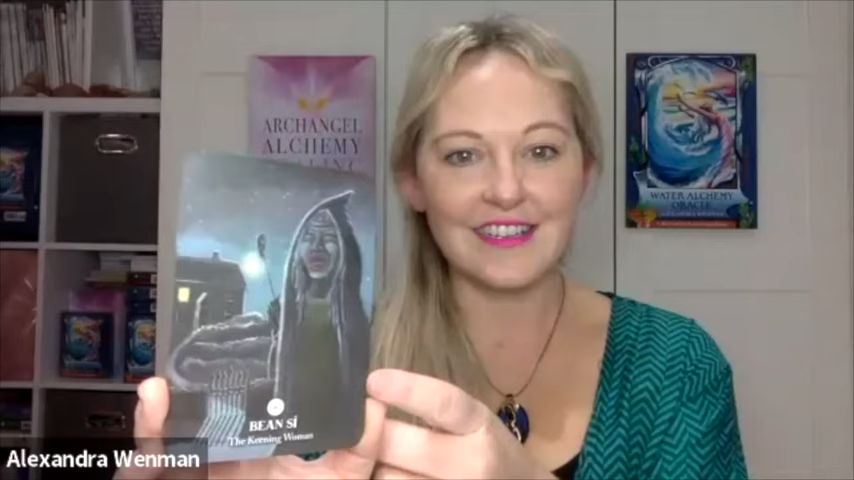 ARCHANGEL
ALCHEMY
WATER ALCHEMY
ORACLE
BEAN SÍ
The Keening Woman
Alexandra Wenman